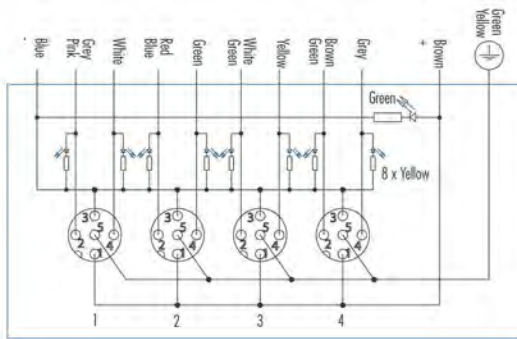 - Blue
Grey Pink
White
Red Blue
Green
White Green
Yellow
Brown Green
Grey
+ Brown
Green Yellow
Green
8 x Yellow
3
5
2
4
1
3
5
2
4
1
3
5
2
4
1
3
5
2
4
1
1
2
3
4